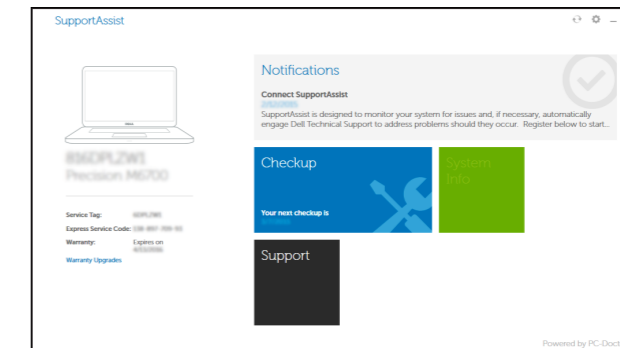 SupportAssist
Notifications
Connect SupportAssist
SupportAssist is designed to monitor your system for issues and, if necessary, automatically
engage Dell Technical Support to address problems should they occur. Register below to start...
Precision M6700
Checkup
Your next checkup is
System
Info
Service Tag:
Express Service Code:
Warranty: Expires on
Warranty Upgrades
Support
Powered by PC-Doct